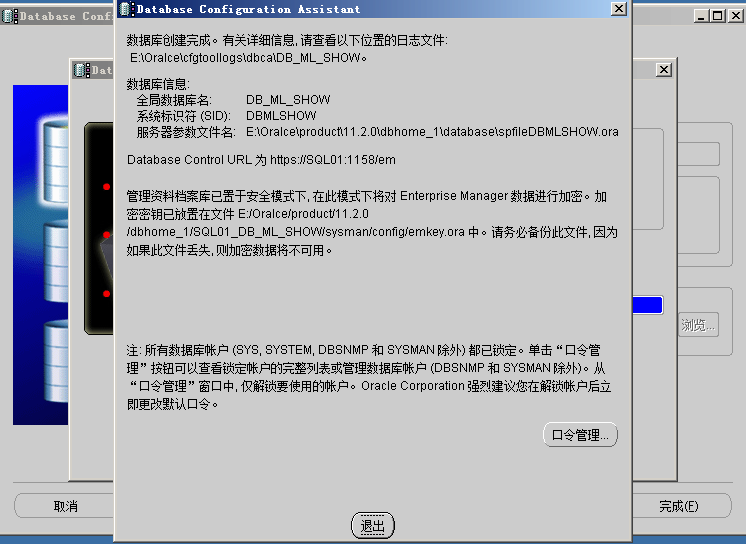 Database Conf
Database Configuration Assistant
Dat
数据库创建完成。有关详细信息, 请查看以下位置的日志文件:
E:\Oralce\cfgtoollogs\dbca\DB_ML_SHOW。
数据库信息:
全局数据库名: DB_ML_SHOW
系统标识符 (SID): DBMLSHOW
服务器参数文件名: E:\Oralce\product\11.2.0\dbhome_1\database\spfileDBMLSHOW.ora
Database Control URL 为 https://SQL01:1158/em
管理资料档案库已置于安全模式下, 在此模式下将对 Enterprise Manager 数据进行加密。加
密密钥已放置在文件 E:/Oralce/product/11.2.0
/dbhome_1/SQL01_DB_ML_SHOW/sysman/config/emkey.ora 中。请务必备份此文件, 因为
如果此文件丢失, 则加密数据将不可用。
浏览...
注: 所有数据库帐户 (SYS, SYSTEM, DBSNMP 和 SYSMAN 除外) 都已锁定。单击“口令管
理”按钮可以查看锁定帐户的完整列表或管理数据库帐户 (DBSNMP 和 SYSMAN 除外)。从
“口令管理”窗口中, 仅解锁要使用的帐户。Oracle Corporation 强烈建议您在解锁帐户后立
即更改默认口令。
口令管理...
取消
完成(F)
退出